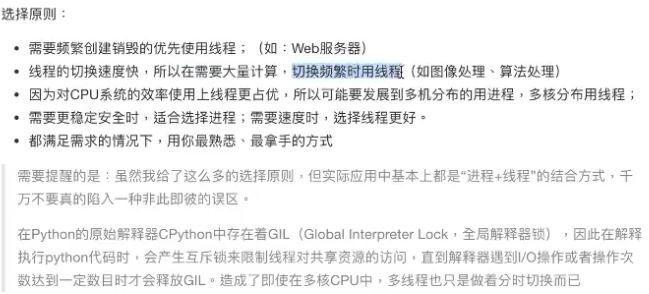 选择原则：
需要频繁创建销毁的优先使用线程；（如：Web服务器）
线程的切换速度快，所以在需要大量计算，切换频繁时用线程（如图像处理、算法处理）
因为对CPU系统的效率使用上线程更占优，所以可能要发展到多机分布的用进程，多核分布用线程；
需要更稳定安全时，适合选择进程；需要速度时，选择线程更好。
都满足需求的情况下，用你最熟悉、最拿手的方式
需要提醒的是：虽然我给了这么多的选择原则，但实际应用中基本上都是“进程+线程”的结合方式，千
万不要真的陷入一种非此即彼的误区。
在Python的原始解释器CPython中存在着GIL（Global Interpreter Lock，全局解释器锁），因此在解释
执行python代码时，会产生互斥锁来限制线程对共享资源的访问，直到解释器遇到I/O操作或者操作次
数达到一定数目时才会释放GIL。造成了即使在多核CPU中，多线程也只是做着分时切换而已